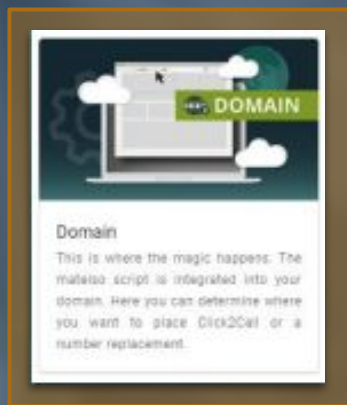 DOMAIN
Domain
This is where the magic happens. The
matelso script is integrated into your
domain. Here you can determine where
you want to place Click2Call or a
number replacement.